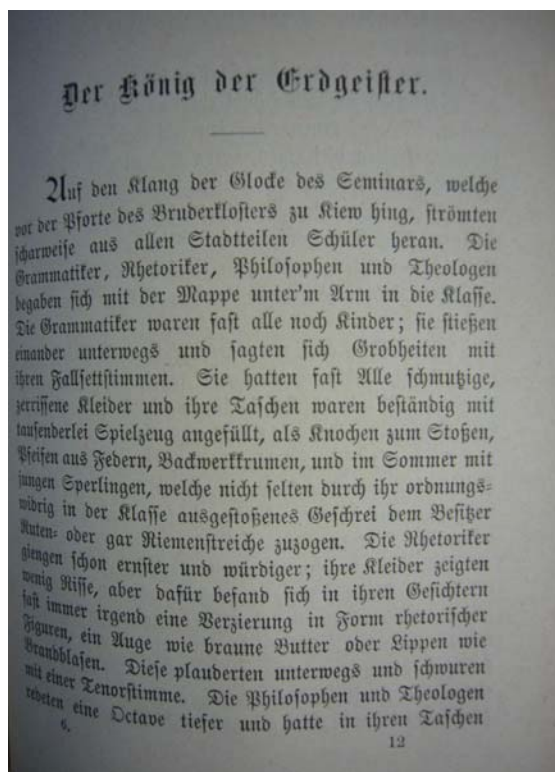 Der König der Erdgeister.
Auf den Klang der Glocke des Seminars, welche
vor der Pforte des Bruderklosters zu Kiew hing, strömten
scharweise aus allen Stadtteilen Schüler heran. Die
Grammatiker, Rhetoriker, Philosophen und Theologen
begaben sich mit der Mappe unter'm Arm in die Klasse.
Die Grammatiker waren fast alle noch Kinder; sie stießen
einander unterwegs und sagten sich Grobheiten mit
ihren Fallsettstimmen. Sie hatten fast Alle schmutzige,
zerrissene Kleider und ihre Taschen waren beständig mit
tausenderlei Spielzeug angefüllt, als Knochen zum Stoßen,
Pfeifen aus Federn, Backwerkkrumen, und im Sommer mit
jungen Sperlingen, welche nicht selten durch ihr ordnungs-
widrig in der Klasse ausgestoßenes Geschrei dem Besitzer
Ruten- oder gar Riemenstreiche zuzogen. Die Rhetoriker
giengen schon ernster und würdiger; ihre Kleider zeigten
wenig Risse, aber dafür befand sich in ihren Gesichtern
fast immer irgend eine Verzierung in Form rhetorischer
Figuren, ein Auge wie braune Butter oder Lippen wie
Brandblasen. Diese plauderten unterwegs und schwuren
mit einer Tenorstimme. Die Philosophen und Theologen
redeten eine Octave tiefer und hatte in ihren Taschen
6. 12